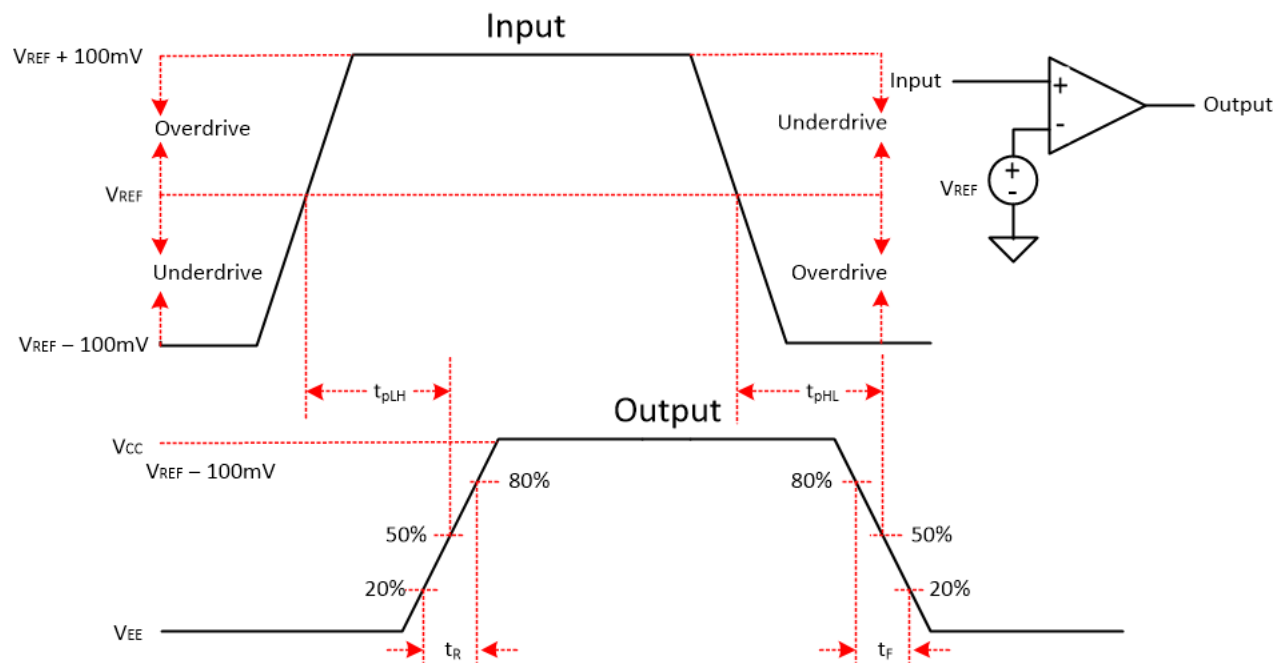 Input
VREF + 100mV
Input
+
-
Output
Overdrive
Underdrive
VREF
VREF
+
-
Underdrive
Overdrive
VREF – 100mV
tpLH
tpHL
Output
VCC
VREF – 100mV
80%
80%
50%
50%
20%
20%
VEE
tR
tF